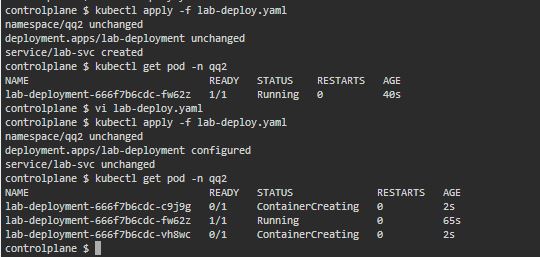 controlplane $ kubectl apply -f lab-deploy.yaml
namespace/qq2 unchanged
deployment.apps/lab-deployment unchanged
service/lab-svc created
controlplane $ kubectl get pod -n qq2
NAME READY STATUS RESTARTS AGE
lab-deployment-666f7b6cdc-fw62z 1/1 Running 0 40s
controlplane $ vi lab-deploy.yaml
controlplane $ kubectl apply -f lab-deploy.yaml
namespace/qq2 unchanged
deployment.apps/lab-deployment configured
service/lab-svc unchanged
controlplane $ kubectl get pod -n qq2
NAME READY STATUS RESTARTS AGE
lab-deployment-666f7b6cdc-c9j9g 0/1 ContainerCreating 0 2s
lab-deployment-666f7b6cdc-fw62z 1/1 Running 0 65s
lab-deployment-666f7b6cdc-vh8wc 0/1 ContainerCreating 0 2s
controlplane $